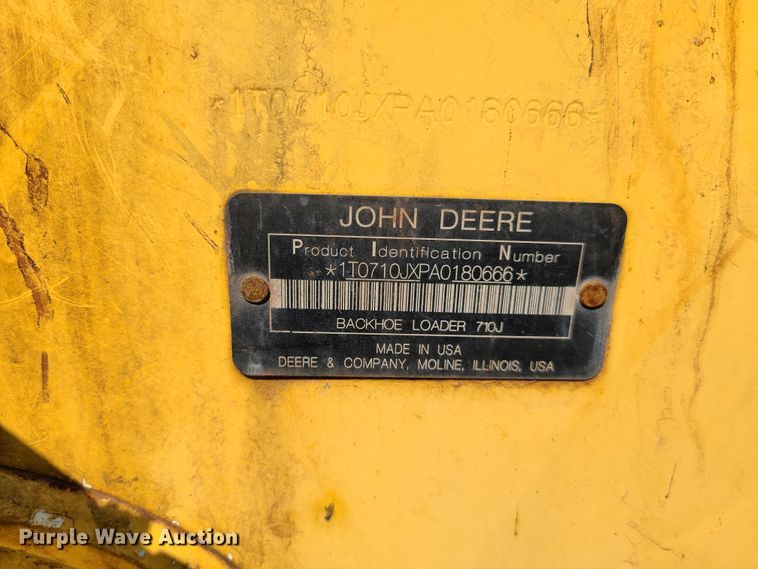 *1T0710JXPA0180666*
JOHN DEERE
Product Identification Number
*1T0710JXPA0180666*
BACKHOE LOADER 710J
MADE IN USA
DEERE & COMPANY, MOLINE, ILLINOIS, USA
Purple Wave Auction